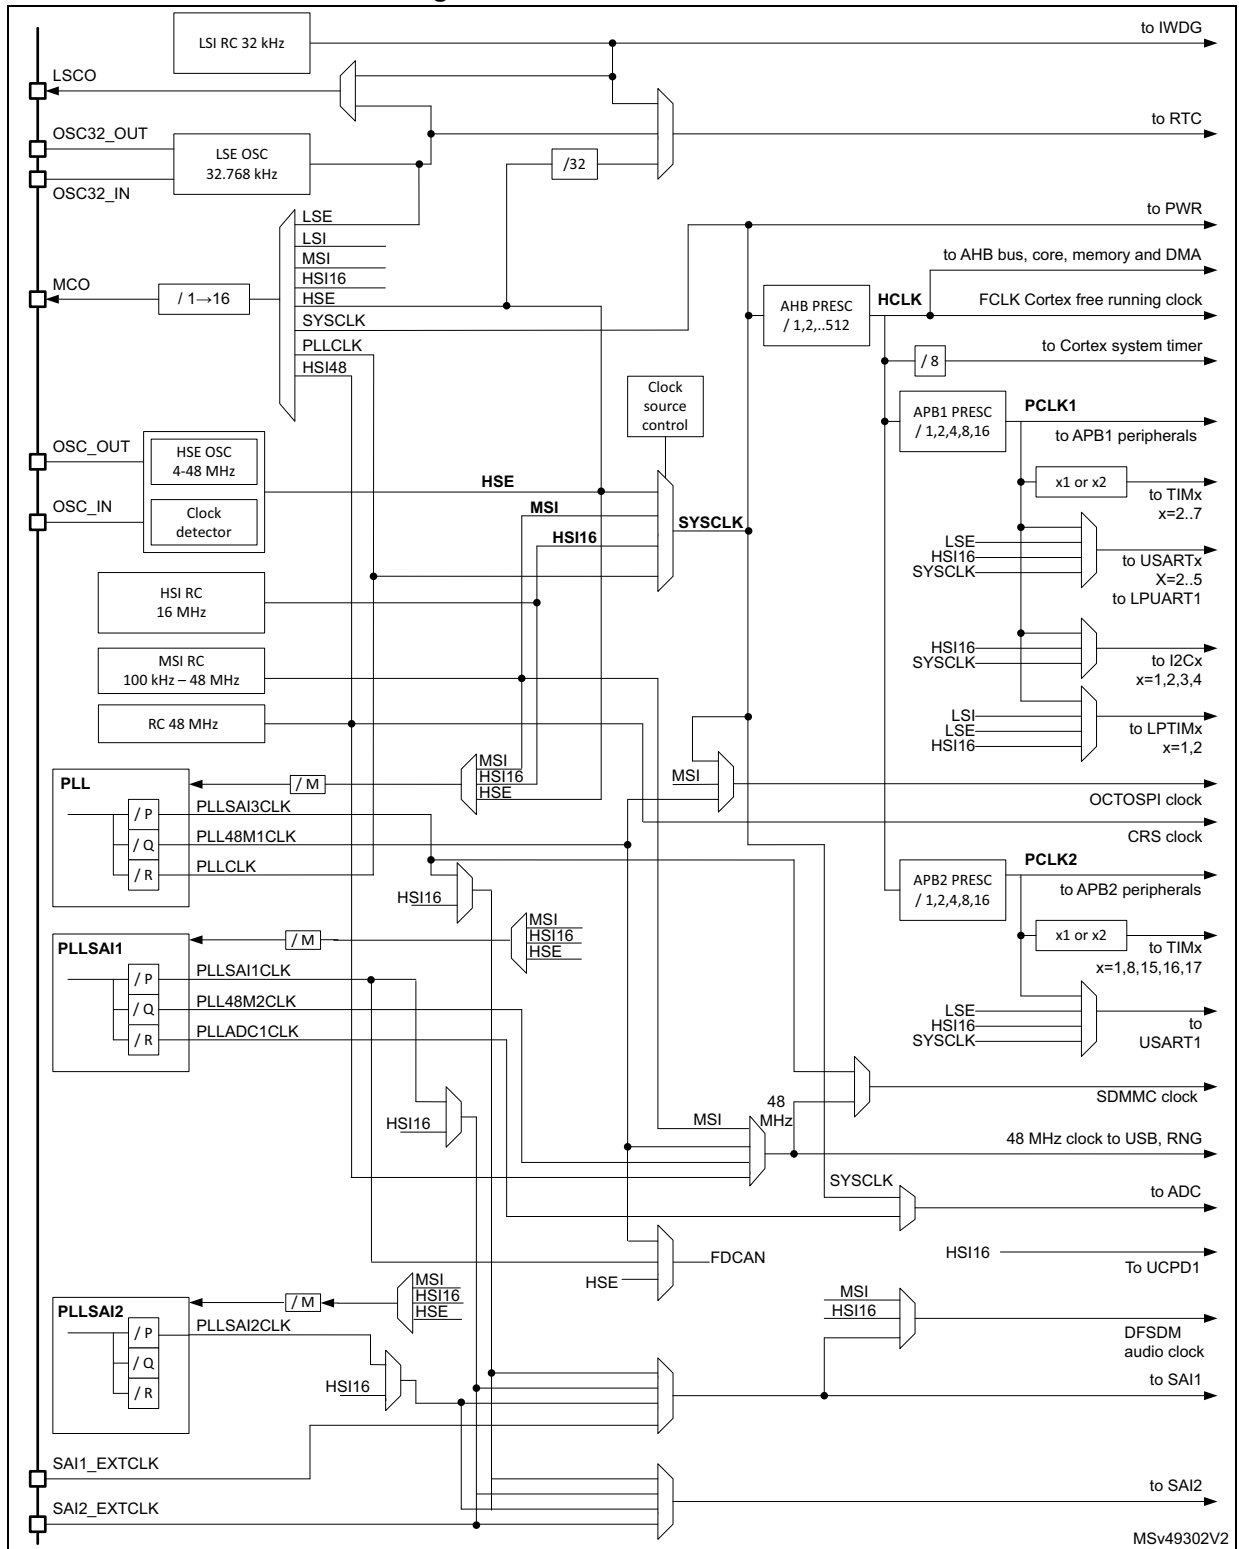 LSI RC 32 kHz
to IWDG
LSCO
OSC32_OUT
to RTC
LSE OSC
32.768 kHz
/32
OSC32_IN
to PWR
LSE
LSI
MSI
HSI16
HSE
SYSCLK
PLLCLK
HSI48
MCO
/ 1→16
to AHB bus, core, memory and DMA
AHB PRESC
/ 1,2,..512
HCLK
FCLK Cortex free running clock
/ 8
to Cortex system timer
Clock
source
control
APB1 PRESC
/ 1,2,4,8,16
PCLK1
to APB1 peripherals
x1 or x2
to TIMx
x=2..7
OSC_OUT
HSE OSC
4-48 MHz
OSC_IN
Clock
detector
HSE
MSI
HSI16
SYSCLK
LSE
HSI16
SYSCLK
to USARTx
X=2..5
to LPUART1
HSI RC
16 MHz
HSI16
SYSCLK
to I2Cx
x=1,2,3,4
MSI RC
100 kHz – 48 MHz
RC 48 MHz
LSI
LSE
HSI16
to LPTIMx
x=1,2
MSI
HSI16
HSE
/ M
MSI
OCTOSPI clock
CRS clock
PLL
/ P
PLLSAI3CLK
/ Q
PLL48M1CLK
/ R
PLLCLK
HSI16
APB2 PRESC
/ 1,2,4,8,16
PCLK2
to APB2 peripherals
x1 or x2
to TIMx
x=1,8,15,16,17
PLLSAI1
/ M
MSI
HSI16
HSE
/ P
PLLSAI1CLK
/ Q
PLL48M2CLK
/ R
PLLADC1CLK
LSE
HSI16
SYSCLK
to
USART1
SDMMC clock
HSI16
MSI
48
MHz
48 MHz clock to USB, RNG
SYSCLK
to ADC
FDCAN
HSE
HSI16
To UCPD1
PLLSAI2
/ M
MSI
HSI16
HSE
/ P
PLLSAI2CLK
/ Q
/ R
HSI16
MSI
HSI16
DFSDM
audio clock
to SAI1
SAI1_EXTCLK
SAI2_EXTCLK
to SAI2
MSv49302V2